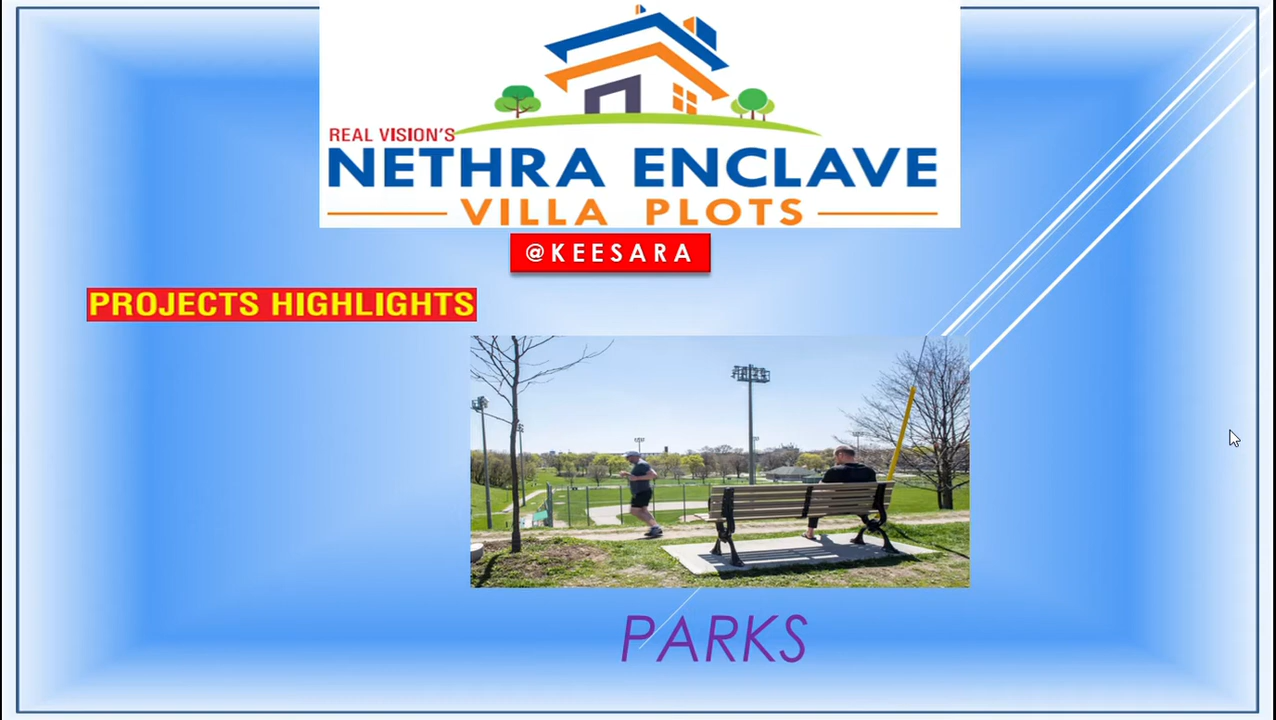 REAL VISION'S
NETHRA ENCLAVE
VILLA PLOTS
@KEESARA
PROJECTS HIGHLIGHTS
PARKS